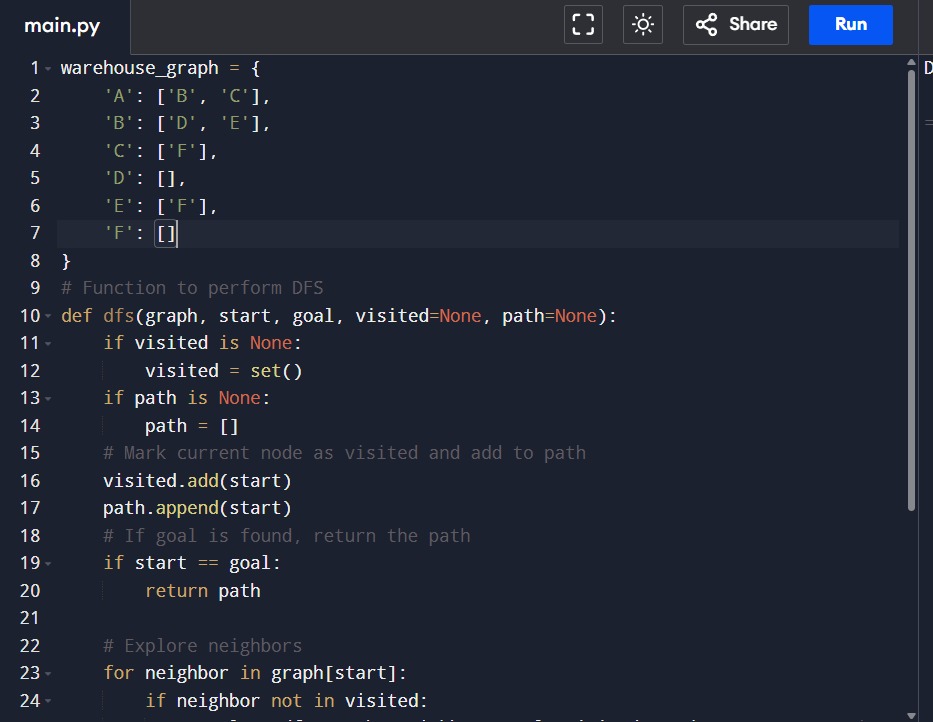 main.py
Share
Run
1 warehouse_graph = {
2     'A': ['B', 'C'],
3     'B': ['D', 'E'],
4     'C': ['F'],
5     'D': [],
6     'E': ['F'],
7     'F': []
8 }
9 # Function to perform DFS
10 def dfs(graph, start, goal, visited=None, path=None):
11     if visited is None:
12         visited = set()
13     if path is None:
14         path = []
15     # Mark current node as visited and add to path
16     visited.add(start)
17     path.append(start)
18     # If goal is found, return the path
19     if start == goal:
20         return path
21
22     # Explore neighbors
23     for neighbor in graph[start]:
24         if neighbor not in visited: